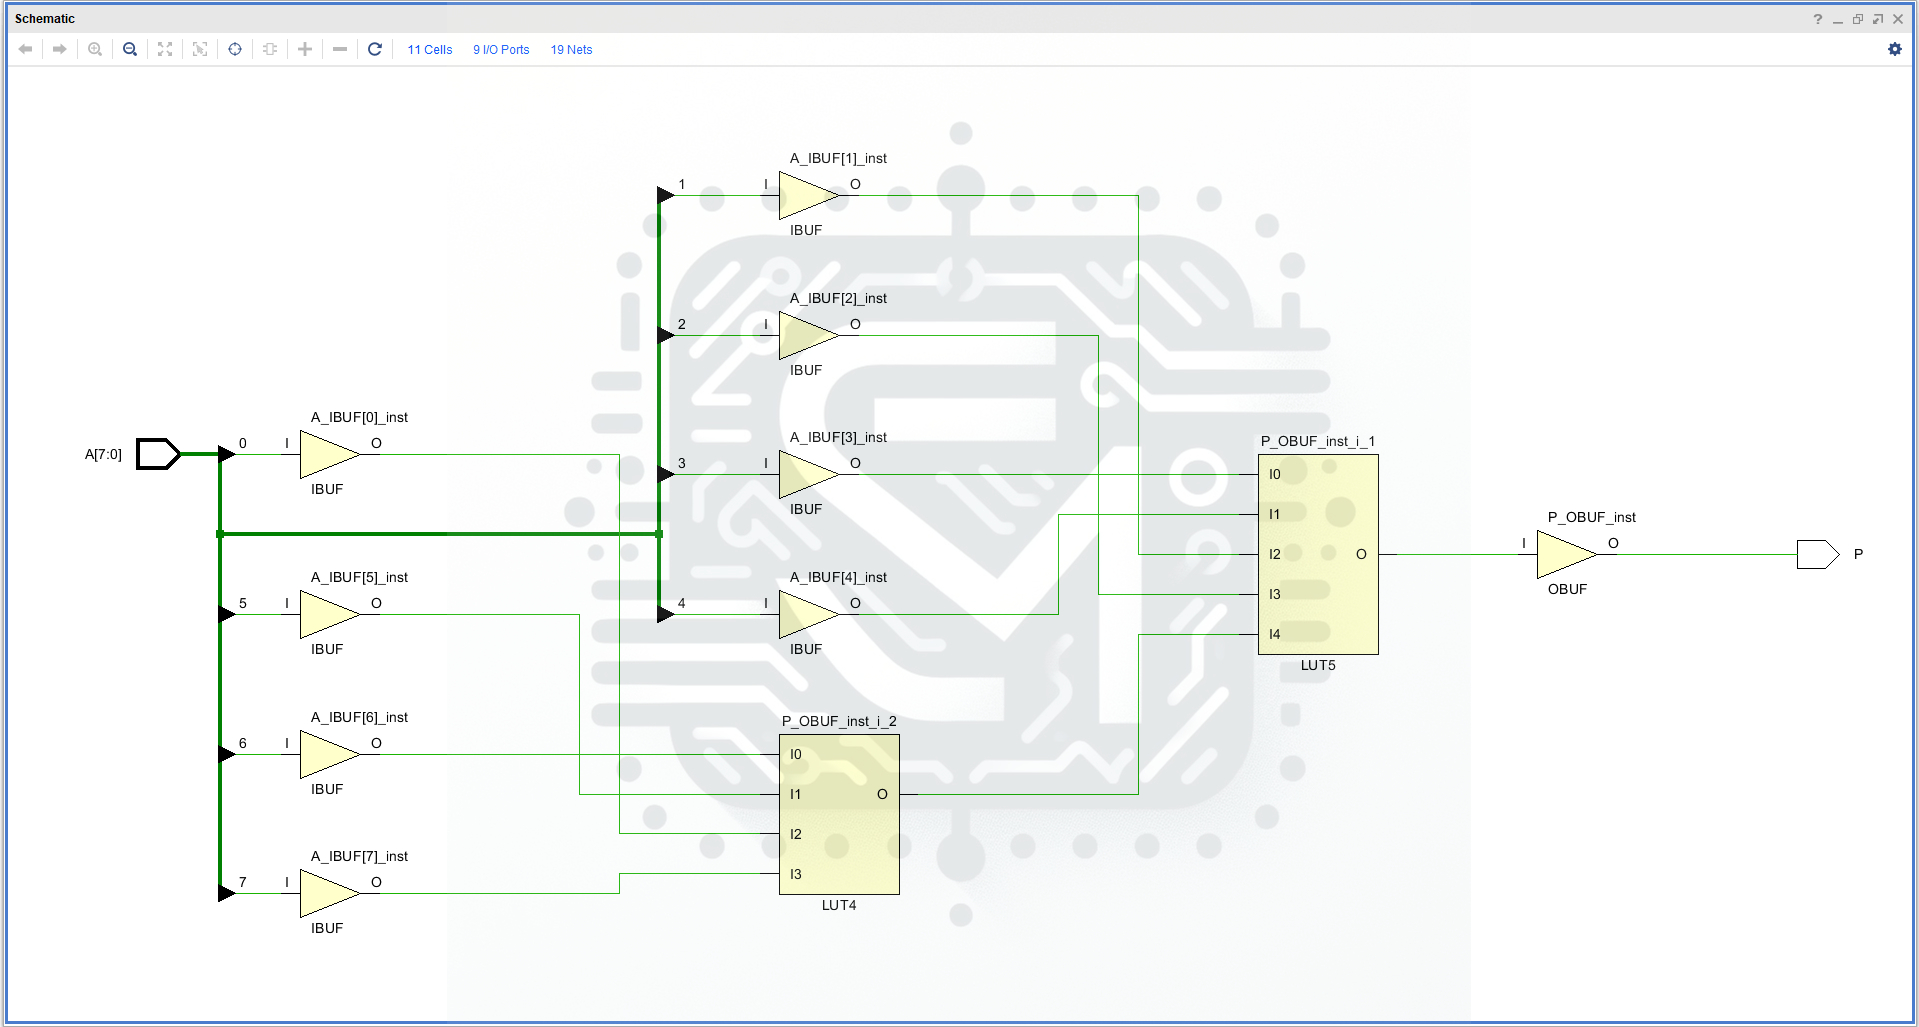 Schematic
?
11 Cells 9 I/O Ports 19 Nets
A_IBUF[1]_inst
1 I O
IBUF
A_IBUF[2]_inst
2 I O
IBUF
A_IBUF[0]_inst
A[7:0] 0 I O
IBUF
A_IBUF[3]_inst
3 I O
IBUF
P_OBUF_inst_i_1
I0
I1
I2 O
I3
I4
LUT5
P_OBUF_inst
I O P
OBUF
A_IBUF[5]_inst
5 I O
IBUF
A_IBUF[4]_inst
4 I O
IBUF
A_IBUF[6]_inst
6 I O
IBUF
P_OBUF_inst_i_2
I0
I1 O
I2
I3
LUT4
A_IBUF[7]_inst
7 I O
IBUF